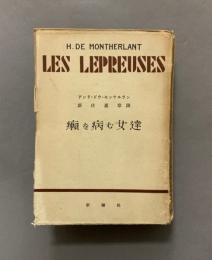 H. DE MONTHERLANT
LES LEPREUSES
アンリ・ド・モンテルラン
新庄嘉章譯
癩を病む女達
新潮社